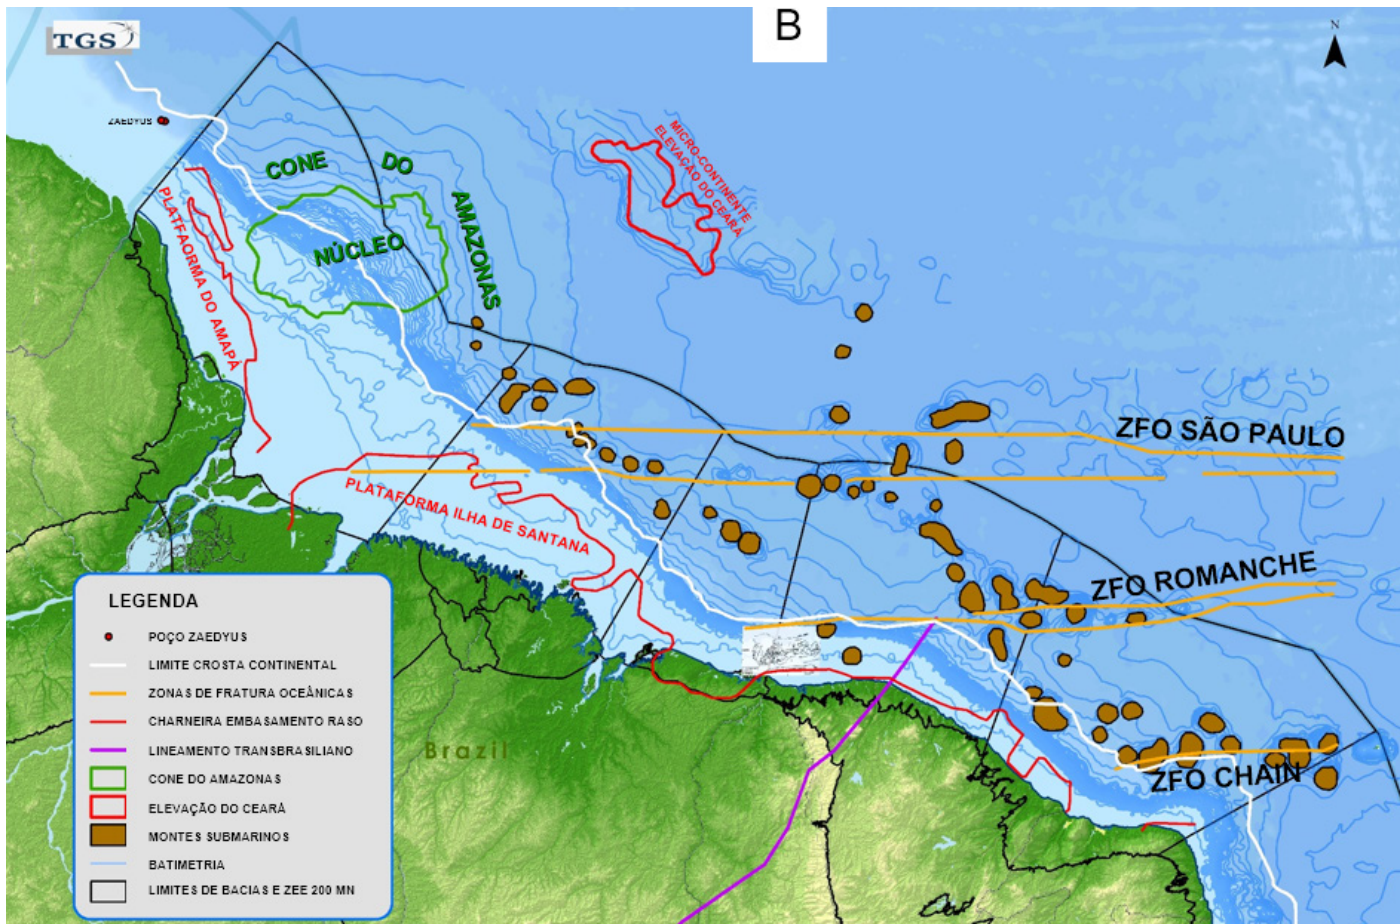 B
TGS
N
ZAEDYUS
CONE
DO
AMAZONAS
NÚCLEO
MICRO-CONTINENTE
ELEVAÇÃO DO CEARÁ
PLATFAORMA DO AMAPÁ
PLATAFORMA ILHA DE SANTANA
ZFO SÃO PAULO
ZFO ROMANCHE
ZFO CHAIN
Brazil
LEGENDA
POÇO ZAEDYUS
LIMITE CROSTA CONTINENTAL
ZONAS DE FRATURA OCEÂNICAS
CHARNEIRA EMBASAMENTO RASO
LINEAMENTO TRANSBRASILIANO
CONE DO AMAZONAS
ELEVAÇÃO DO CEARÁ
MONTES SUBMARINOS
BATIMETRIA
LIMITES DE BACIAS E ZEE 200 MN